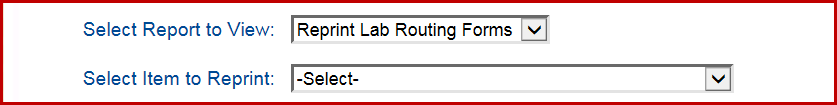 Select Report to View: Reprint Lab Routing Forms
Select Item to Reprint: -Select-